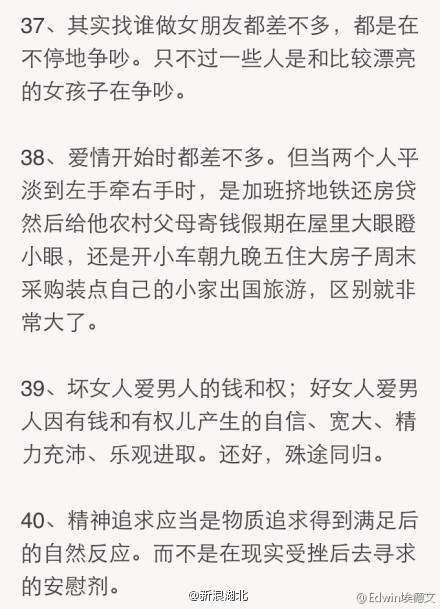 37、其实找谁做女朋友都差不多，都是在
不停地争吵。只不过一些人是和比较漂亮
的女孩子在争吵。
38、爱情开始时都差不多。但当两个人平
淡到左手牵右手时，是加班挤地铁还房贷
然后给他农村父母寄钱假期在屋里大眼瞪
小眼，还是开小车朝九晚五住大房子周末
采购装点自己的小家出国旅游，区别就非
常大了。
39、坏女人爱男人的钱和权；好女人爱男
人因有钱和有权儿产生的自信、宽大、精
力充沛、乐观进取。还好，殊途同归。
40、精神追求应当是物质追求得到满足后
的自然反应。而不是在现实受挫后去寻求
的安慰剂。
@新浪湖北
@Edwin埃德文